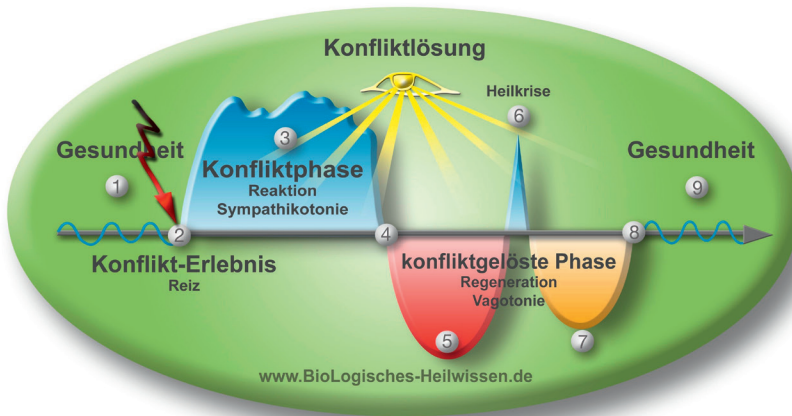 Konfliktlösung
Heilkrise
6
3
Gesundheit
Gesundheit
1
Konfliktphase
Reaktion
Sympathikotonie
9
2
4
8
Konflikt-Erlebnis
Reiz
konfliktgelöste Phase
Regeneration
Vagotonie
5
7
www.BioLogisches-Heilwissen.de